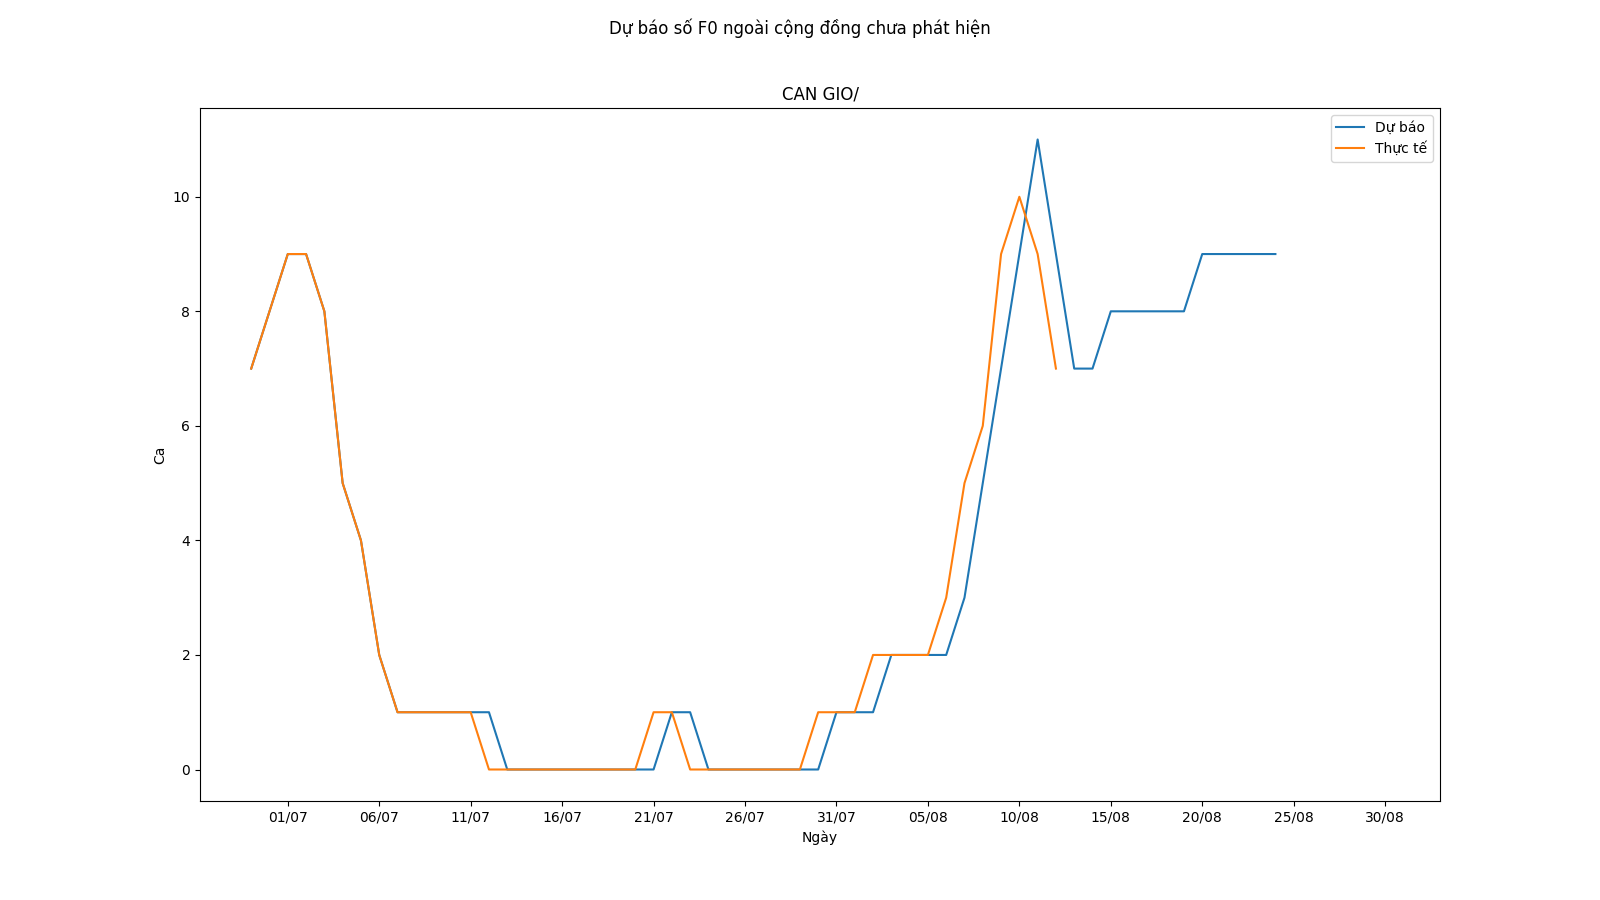 Dự báo số F0 ngoài cộng đồng chưa phát hiện
CAN GIO/
Dự báo
Thực tế
10
8
6
4
2
0
Ca
01/07 06/07 11/07 16/07 21/07 26/07 31/07 05/08 10/08 15/08 20/08 25/08 30/08
Ngày